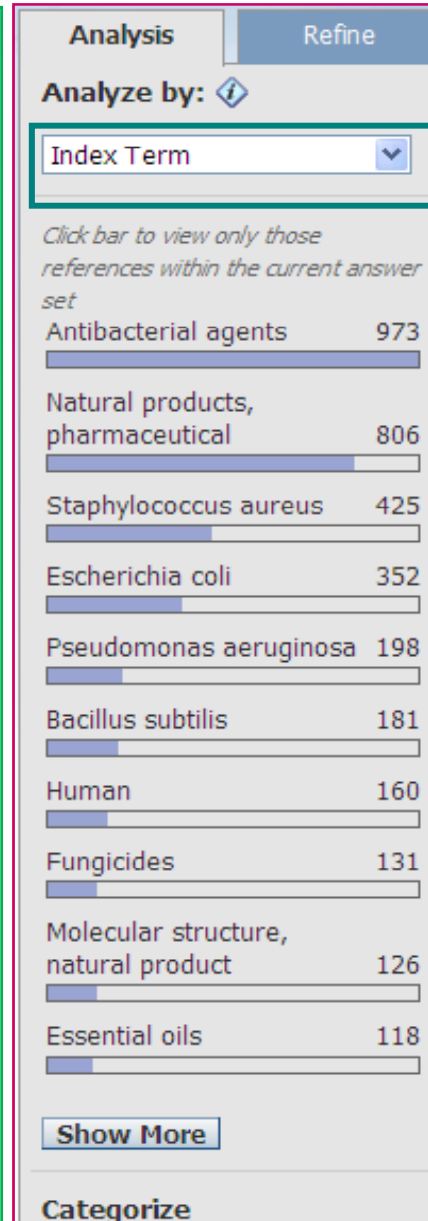 Analysis Refine
Analyze by:
Index Term
Click bar to view only those
references within the current answer
set
Antibacterial agents 973
Natural products,
pharmaceutical 806
Staphylococcus aureus 425
Escherichia coli 352
Pseudomonas aeruginosa 198
Bacillus subtilis 181
Human 160
Fungicides 131
Molecular structure,
natural product 126
Essential oils 118
Show More
Categorize